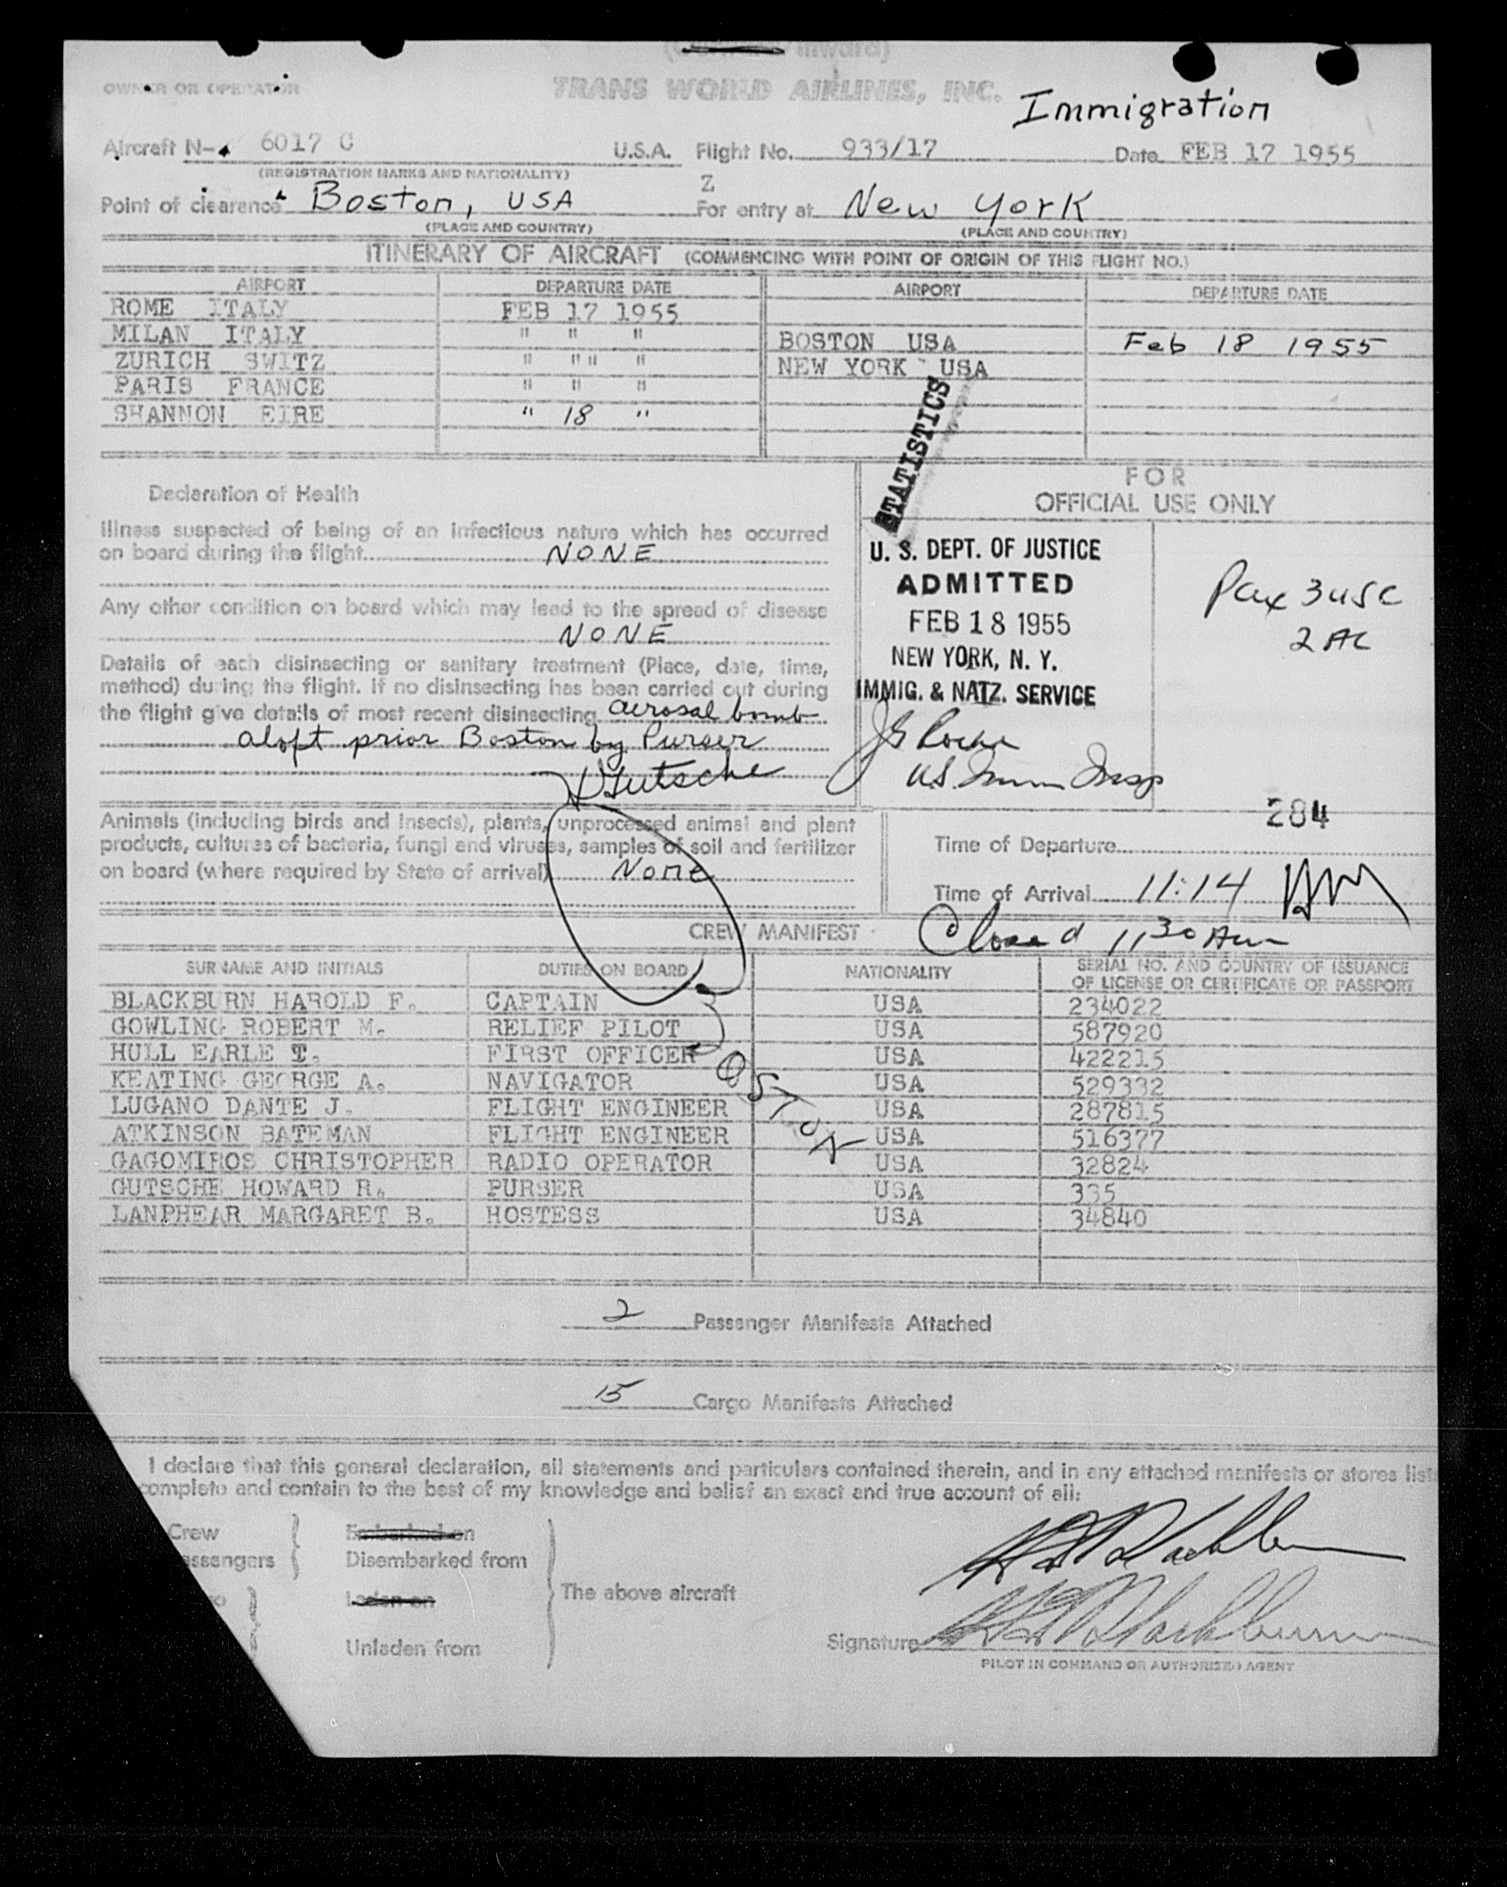 (Outward/Inward)
OWNER OR OPERATOR TRANS WORLD AIRLINES, INC.
Immigration
Aircraft N- 6017 C U.S.A. Flight No. 933/17 Date FEB 17 1955
(REGISTRATION MARKS AND NATIONALITY)
Z
Point of clearance Boston, USA For entry at New York
(PLACE AND COUNTRY) (PLACE AND COUNTRY)
ITINERARY OF AIRCRAFT (COMMENCING WITH POINT OF ORIGIN OF THIS FLIGHT NO.)
AIRPORT DEPARTURE DATE AIRPORT DEPARTURE DATE
ROME ITALY FEB 17 1955
MILAN ITALY " " " BOSTON USA Feb 18 1955
ZURICH SWITZ " "" " NEW YORK USA
PARIS FRANCE " " "
SHANNON EIRE " 18 "
STATISTICS
Declaration of Health
Illness suspected of being of an infectious nature which has occurred
on board during the flight NONE
Any other condition on board which may lead to the spread of disease
NONE
Details of each disinsecting or sanitary treatment (Place, date, time,
method) during the flight. If no disinsecting has been carried out during
the flight give details of most recent disinsecting aerosal bomb
aloft prior Boston by Purser
H Gutsche
FOR
OFFICIAL USE ONLY
U. S. DEPT. OF JUSTICE
ADMITTED
FEB 18 1955
NEW YORK, N. Y.
IMMIG. & NATZ. SERVICE
J G Roche
U.S. Imm Insp
Pax 3 USC
2 AC
284
Animals (including birds and insects), plants, unprocessed animal and plant
products, cultures of bacteria, fungi and viruses, samples of soil and fertilizer
on board (where required by State of arrival) None
Time of Departure
Time of Arrival 11:14 AM
Closed 11 30 Am
CREW MANIFEST
SURNAME AND INITIALS DUTIES ON BOARD NATIONALITY SERIAL NO. AND COUNTRY OF ISSUANCE
OF LICENSE OR CERTIFICATE OR PASSPORT
BLACKBURN HAROLD F. CAPTAIN USA 234022
GOWLING ROBERT M. RELIEF PILOT USA 587920
HULL EARLE T. FIRST OFFICER USA 422215
KEATING GEORGE A. NAVIGATOR USA 529332
LUGANO DANTE J. FLIGHT ENGINEER USA 287815
ATKINSON BATEMAN FLIGHT ENGINEER USA 516377
GAGOMIROS CHRISTOPHER RADIO OPERATOR USA 32824
GUTSCHE HOWARD R. PURSER USA 335
LANPHEAR MARGARET B. HOSTESS USA 34840
BOSTON
2 Passenger Manifests Attached
15 Cargo Manifests Attached
I declare that this general declaration, all statements and particulars contained therein, and in any attached manifests or stores list
complete and contain to the best of my knowledge and belief an exact and true account of all:
Crew Embarked on
assengers Disembarked from
go Laden on The above aircraft
Unladen from
H F Blackburn
Signature H F Blackburn
PILOT IN COMMAND OR AUTHORISED AGENT